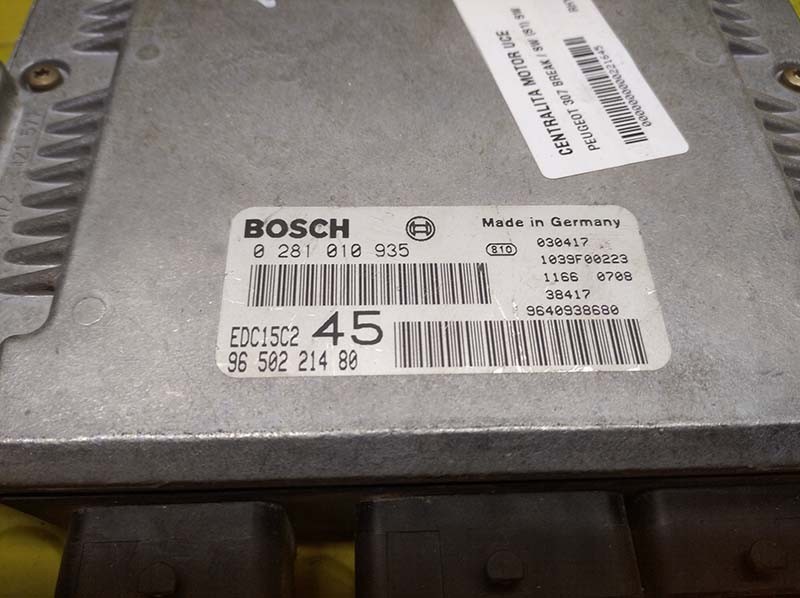 CENTRALITA MOTOR UCE
PEUGEOT 307 BREAK / SW (S1) SW
BOSCH
Made in Germany
0 281 010 935
810
030417
1039F00223
1166 0708
38417
9640938680
EDC15C2
45
96 502 214 80